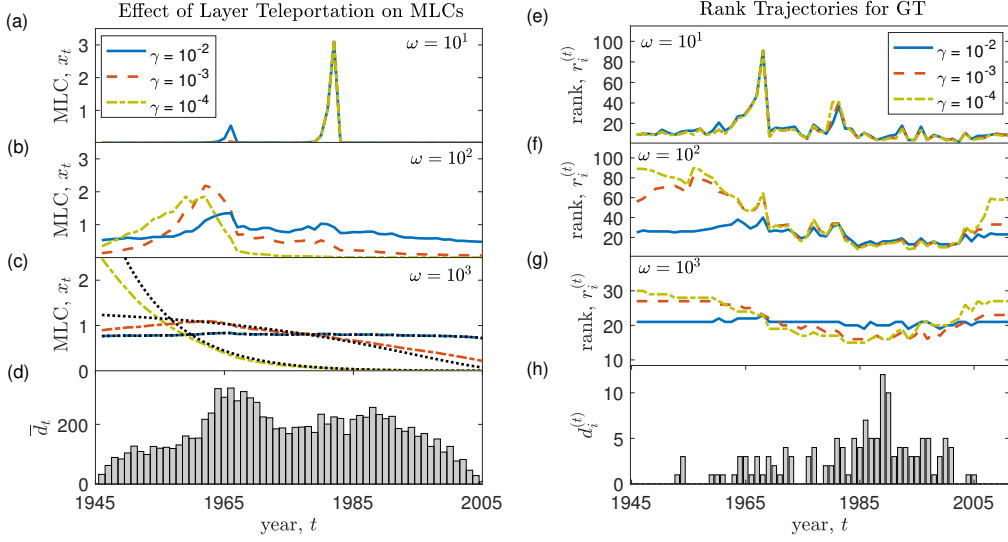 Effect of Layer Teleportation on MLCs
(a)
MLC, x_t
3
2
1
ω = 10^1
γ = 10^-2
γ = 10^-3
γ = 10^-4
(b)
MLC, x_t
3
2
1
ω = 10^2
(c)
MLC, x_t
2
1
0
ω = 10^3
(d)
d̅_t
200
0
1945 1965 1985 2005
year, t
Rank Trajectories for GT
(e)
rank, r_i^(t)
100
80
60
40
20
ω = 10^1
γ = 10^-2
γ = 10^-3
γ = 10^-4
(f)
rank, r_i^(t)
100
80
60
40
20
ω = 10^2
(g)
rank, r_i^(t)
30
20
10
ω = 10^3
(h)
d_i^(t)
10
5
0
1945 1965 1985 2005
year, t